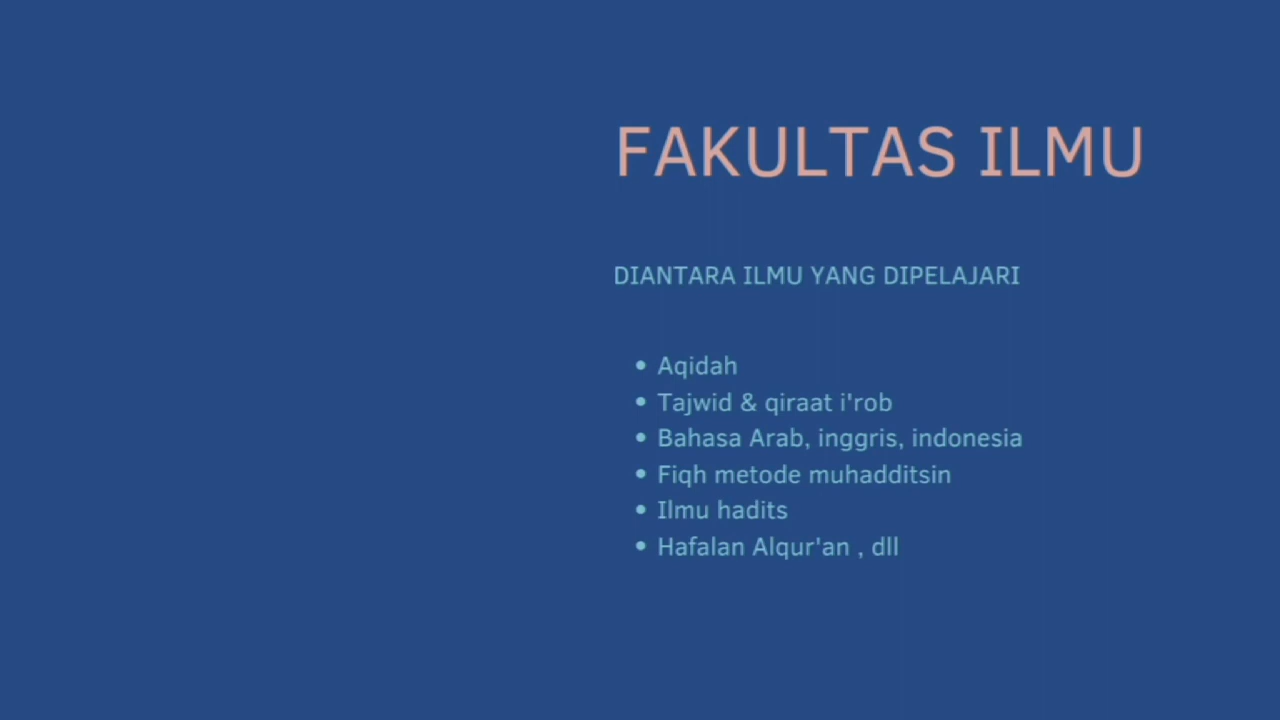 FAKULTAS ILMU
DIANTARA ILMU YANG DIPELAJARI
• Aqidah
• Tajwid & qiraat i'rob
• Bahasa Arab, inggris, indonesia
• Fiqh metode muhadditsin
• Ilmu hadits
• Hafalan Alqur'an , dll